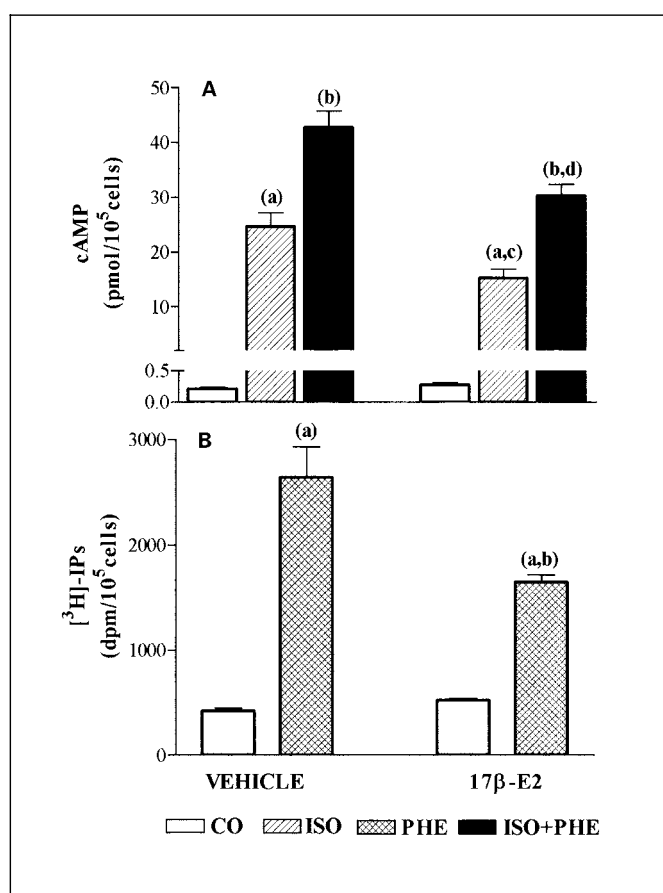 A
50
(b)
40
30
(b,d)
(a)
20
(a,c)
10
0.5
0.0
cAMP
(pmol/10⁵cells)
B
3000
(a)
2000
(a,b)
1000
0
[³H]-IPs
(dpm/10⁵cells)
VEHICLE 17β-E2
CO ISO PHE ISO+PHE